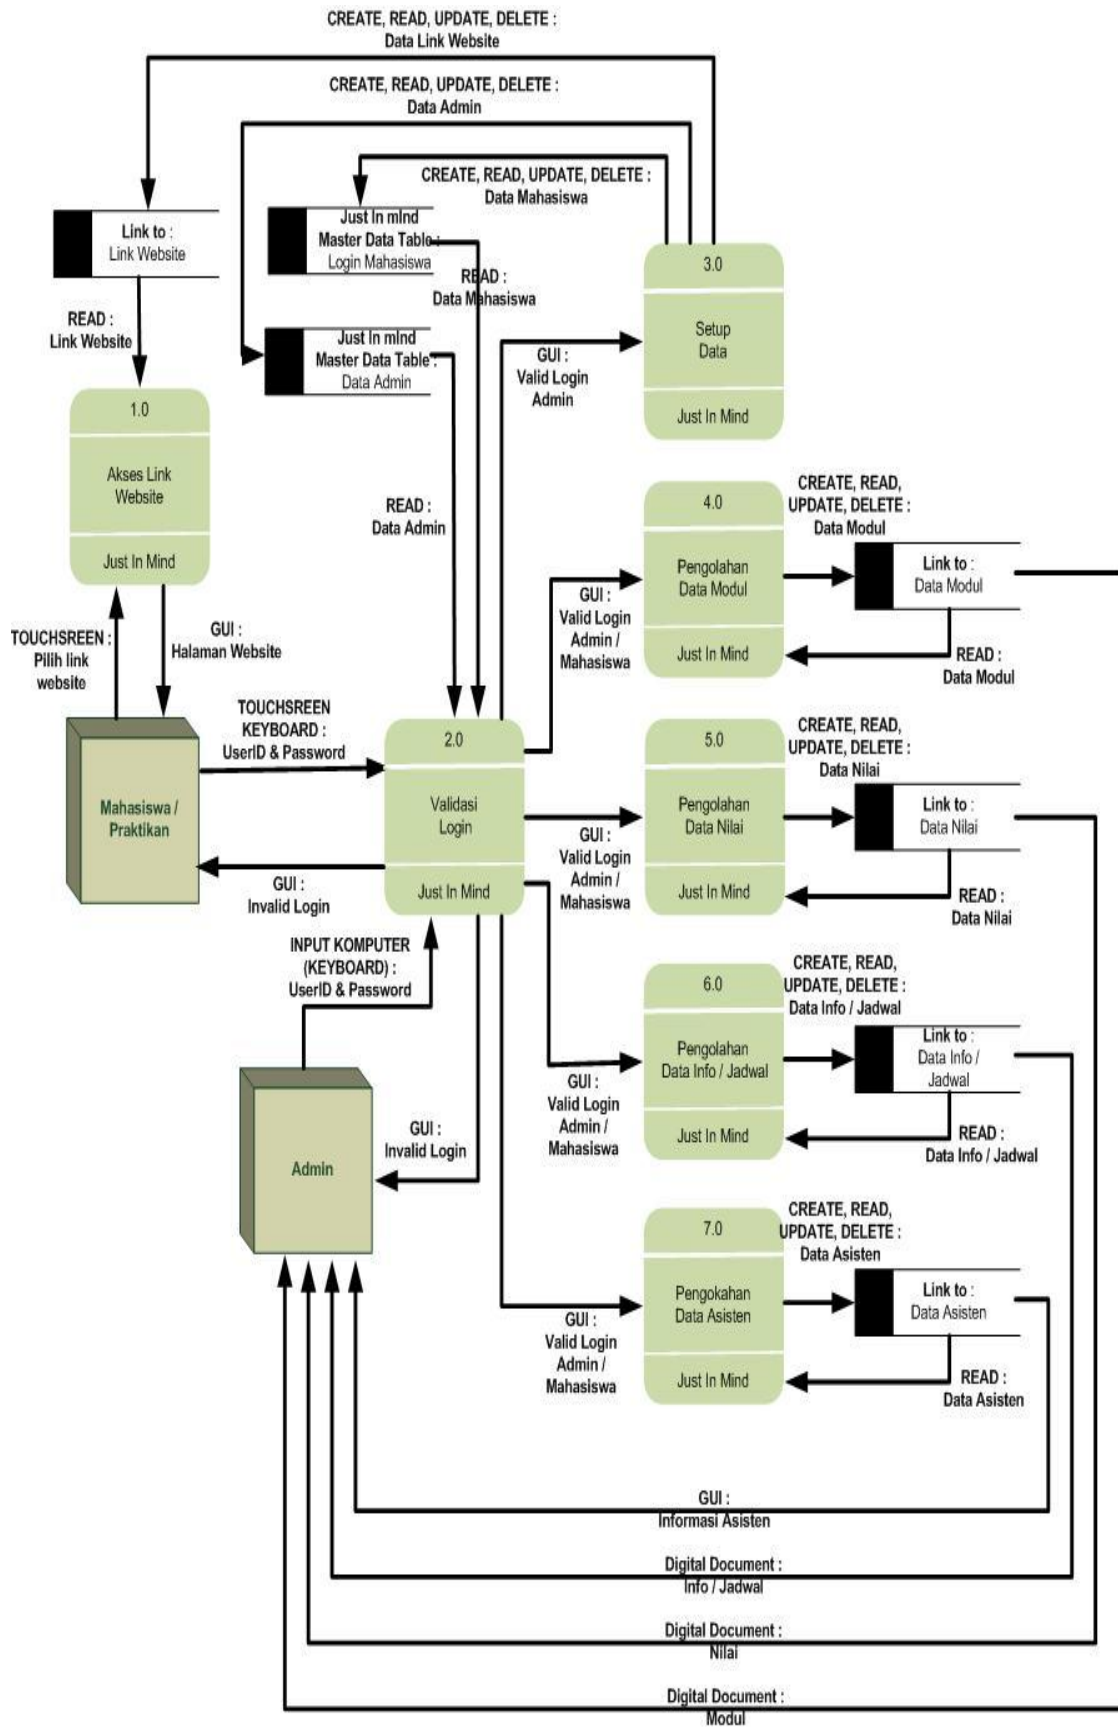 CREATE, READ, UPDATE, DELETE :
Data Link Website
CREATE, READ, UPDATE, DELETE :
Data Admin
CREATE, READ, UPDATE, DELETE :
Data Mahasiswa
Link to :
Link Website
Just In mInd
Master Data Table :
Login Mahasiswa
READ :
Data Mahasiswa
3.0
Setup
Data
Just In Mind
READ :
Link Website
Just In mInd
Master Data Table :
Data Admin
GUI :
Valid Login
Admin
1.0
Akses Link
Website
Just In Mind
READ :
Data Admin
4.0
Pengolahan
Data Modul
Just In Mind
CREATE, READ,
UPDATE, DELETE :
Data Modul
Link to :
Data Modul
READ :
Data Modul
GUI :
Valid Login
Admin /
Mahasiswa
TOUCHSREEN :
Pilih link
website
GUI :
Halaman Website
TOUCHSREEN
KEYBOARD :
UserID & Password
Mahasiswa /
Praktikan
2.0
Validasi
Login
Just In Mind
GUI :
Invalid Login
5.0
Pengolahan
Data Nilai
Just In Mind
CREATE, READ,
UPDATE, DELETE :
Data Nilai
Link to :
Data Nilai
READ :
Data Nilai
GUI :
Valid Login
Admin /
Mahasiswa
INPUT KOMPUTER
(KEYBOARD) :
UserID & Password
6.0
Pengolahan
Data Info / Jadwal
Just In Mind
CREATE, READ,
UPDATE, DELETE :
Data Info / Jadwal
Link to :
Data Info /
Jadwal
READ :
Data Info / Jadwal
GUI :
Valid Login
Admin /
Mahasiswa
GUI :
Invalid Login
Admin
7.0
Pengokahan
Data Asisten
Just In Mind
CREATE, READ,
UPDATE, DELETE :
Data Asisten
Link to :
Data Asisten
READ :
Data Asisten
GUI :
Valid Login
Admin /
Mahasiswa
GUI :
Informasi Asisten
Digital Document :
Info / Jadwal
Digital Document :
Nilai
Digital Document :
Modul